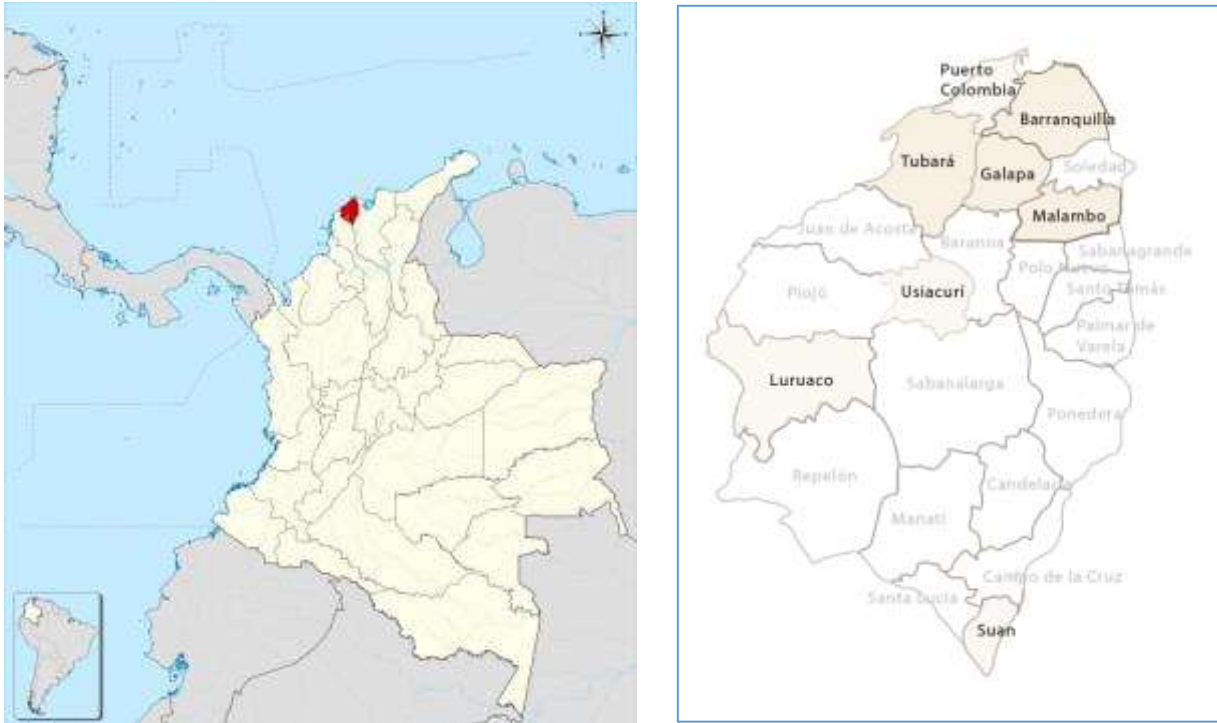 Puerto
Colombia
Barranquilla
Tubará
Galapa
Soledad
Malambo
Juan de Acosta
Baranoa
Sabanagrande
Polo Nuevo
Santo Tomás
Piojó
Usiacurí
Palmar de
Varela
Luruaco
Sabanalarga
Ponedera
Repelón
Candelaria
Manatí
Campo de la Cruz
Santa Lucía
Suan